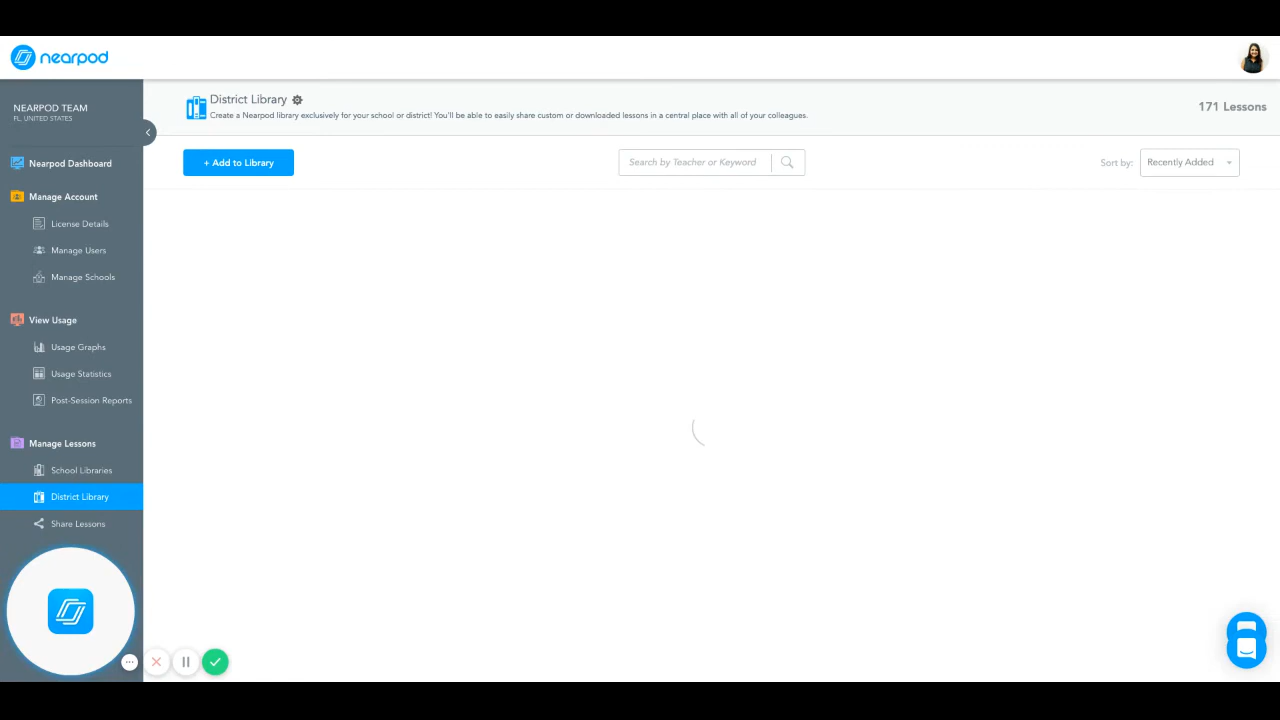 nearpod
NEARPOD TEAM
FL, UNITED STATES
Nearpod Dashboard
Manage Account
License Details
Manage Users
Manage Schools
View Usage
Usage Graphs
Usage Statistics
Post-Session Reports
Manage Lessons
School Libraries
District Library
Share Lessons
District Library
Create a Nearpod library exclusively for your school or district! You'll be able to easily share custom or downloaded lessons in a central place with all of your colleagues.
171 Lessons
+ Add to Library
Search by Teacher or Keyword
Sort by: Recently Added